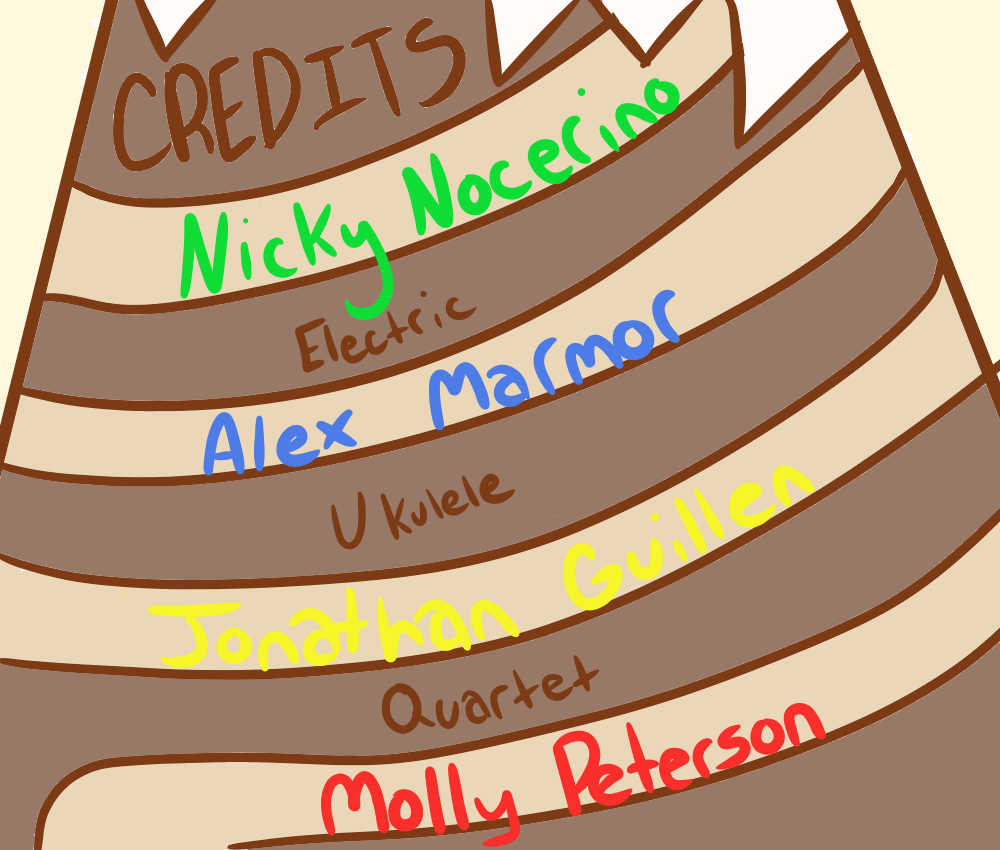 CREDITS
Nicky Nocerino
Electric
Alex Marmor
Ukulele
Jonathan Guillen
Quartet
Molly Peterson